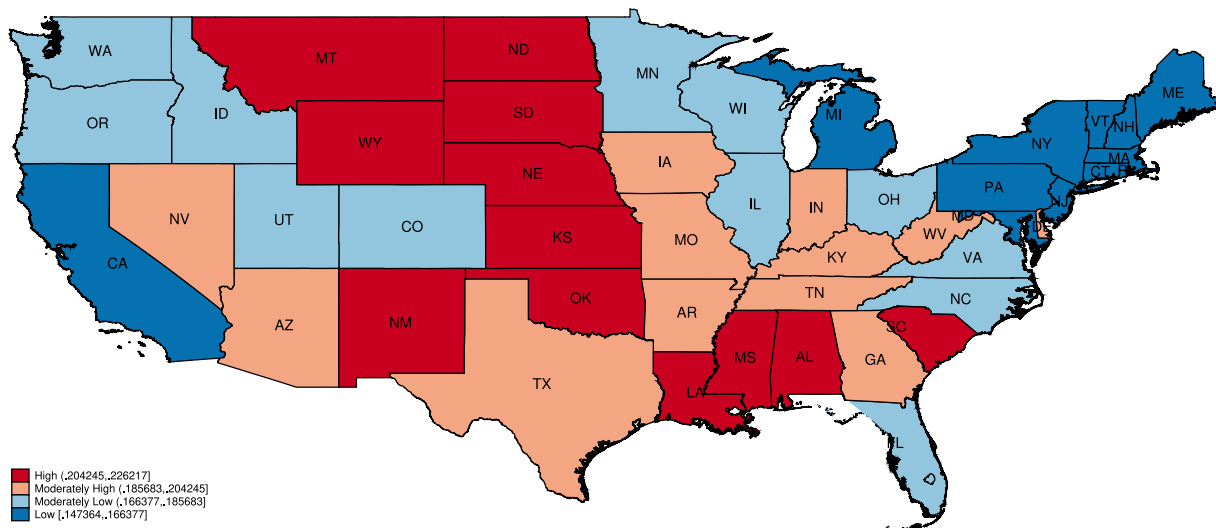 WA
MT
ND
MN
ME
OR
ID
SD
WI
MI
VT
NH
NY
WY
MA
CT
R
IA
NE
PA
NV
UT
CO
IL
IN
OH
NJ
MD
DE
KS
MO
WV
CA
KY
VA
AZ
NM
OK
AR
TN
NC
SC
TX
LA
MS
AL
GA
FL
High (.204245,.226217]
Moderately High (.185683,.204245]
Moderately Low (.166377,.185683]
Low [.147364,.166377]